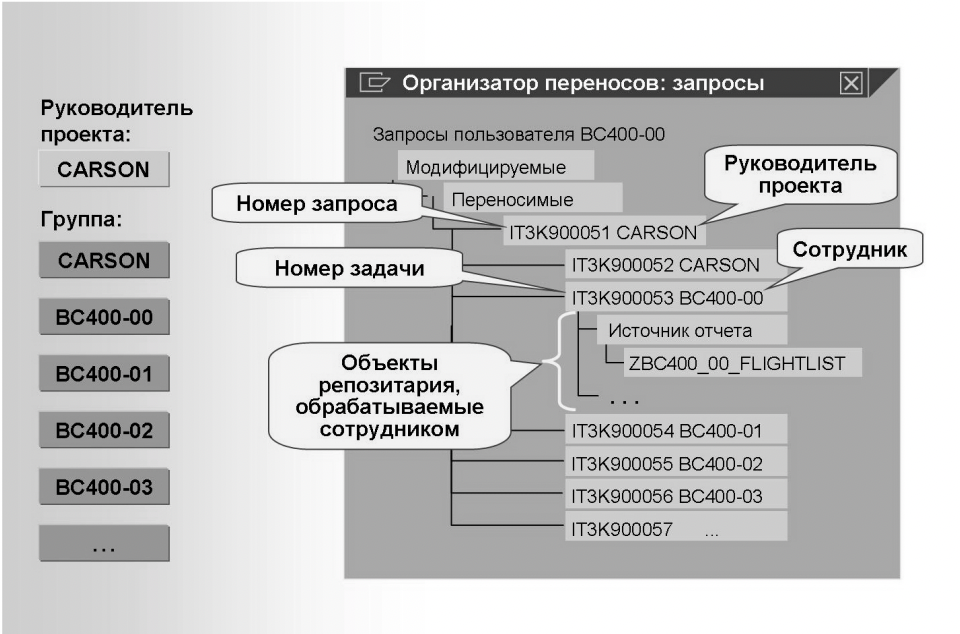 Руководитель
проекта:
CARSON
Группа:
CARSON
BC400-00
BC400-01
BC400-02
BC400-03
...
Организатор переносов: запросы
Запросы пользователя BC400-00
Модифицируемые
Переносимые
Руководитель
проекта
Номер запроса
IT3K900051 CARSON
Сотрудник
Номер задачи
IT3K900052 CARSON
IT3K900053 BC400-00
Источник отчета
ZBC400_00_FLIGHTLIST
...
Объекты
репозитария,
обрабатываемые
сотрудником
IT3K900054 BC400-01
IT3K900055 BC400-02
IT3K900056 BC400-03
IT3K900057 ...